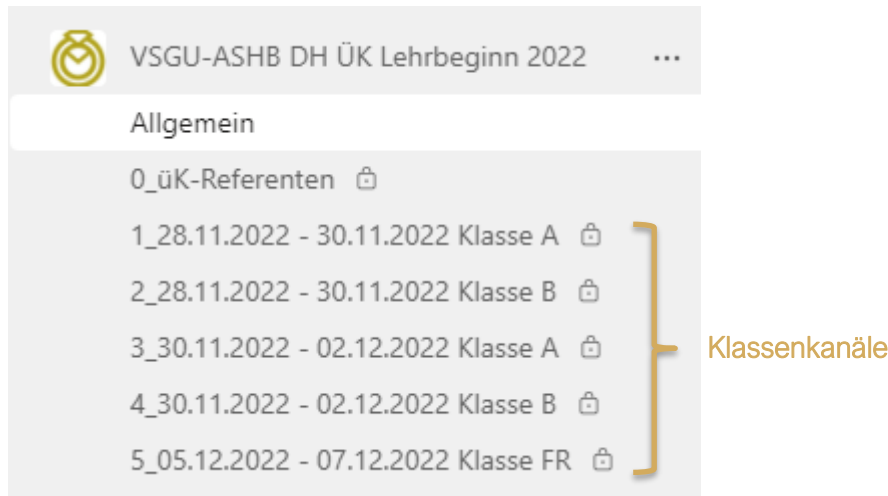 VSGU-ASHB DH ÜK Lehrbeginn 2022 ...
Allgemein
0_üK-Referenten
1_28.11.2022 - 30.11.2022 Klasse A
2_28.11.2022 - 30.11.2022 Klasse B
3_30.11.2022 - 02.12.2022 Klasse A
Klassenkanäle
4_30.11.2022 - 02.12.2022 Klasse B
5_05.12.2022 - 07.12.2022 Klasse FR